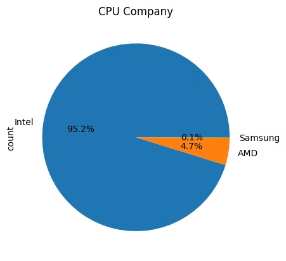 CPU Company
Intel
95.2%
0.1%
Samsung
4.7%
AMD
count